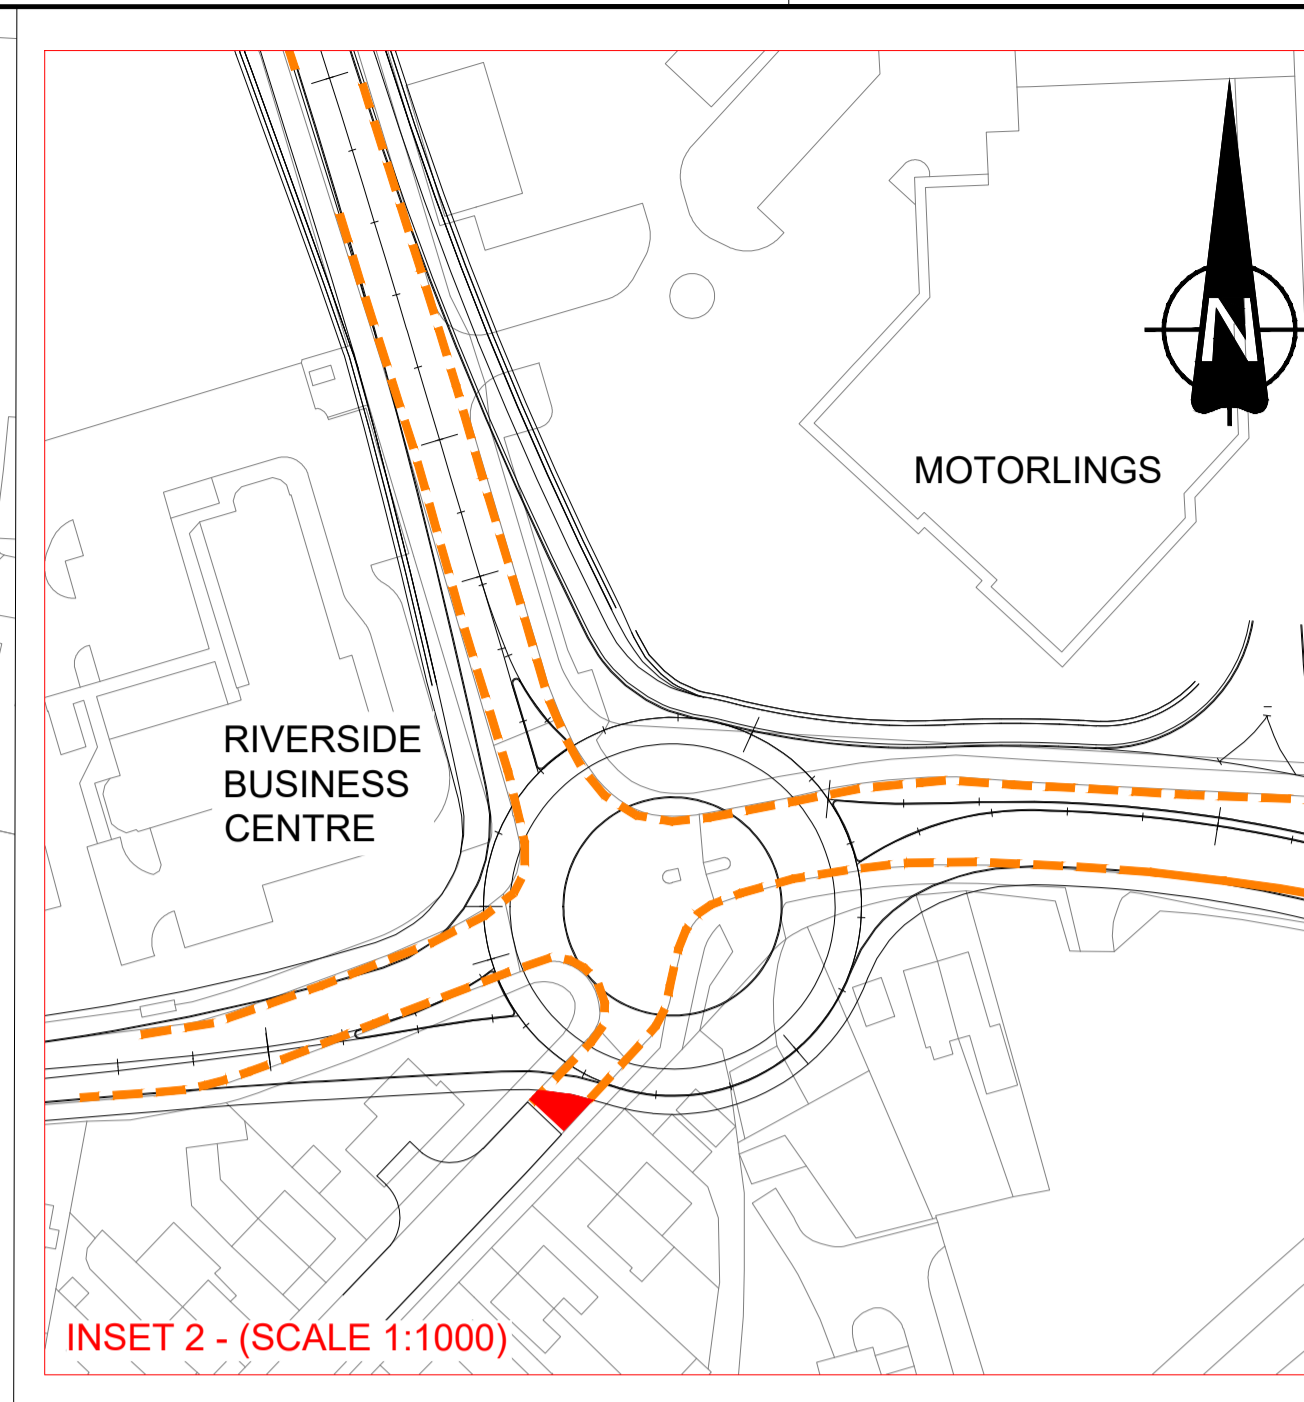 N
MOTORLINGS
RIVERSIDE
BUSINESS
CENTRE
INSET 2 - (SCALE 1:1000)